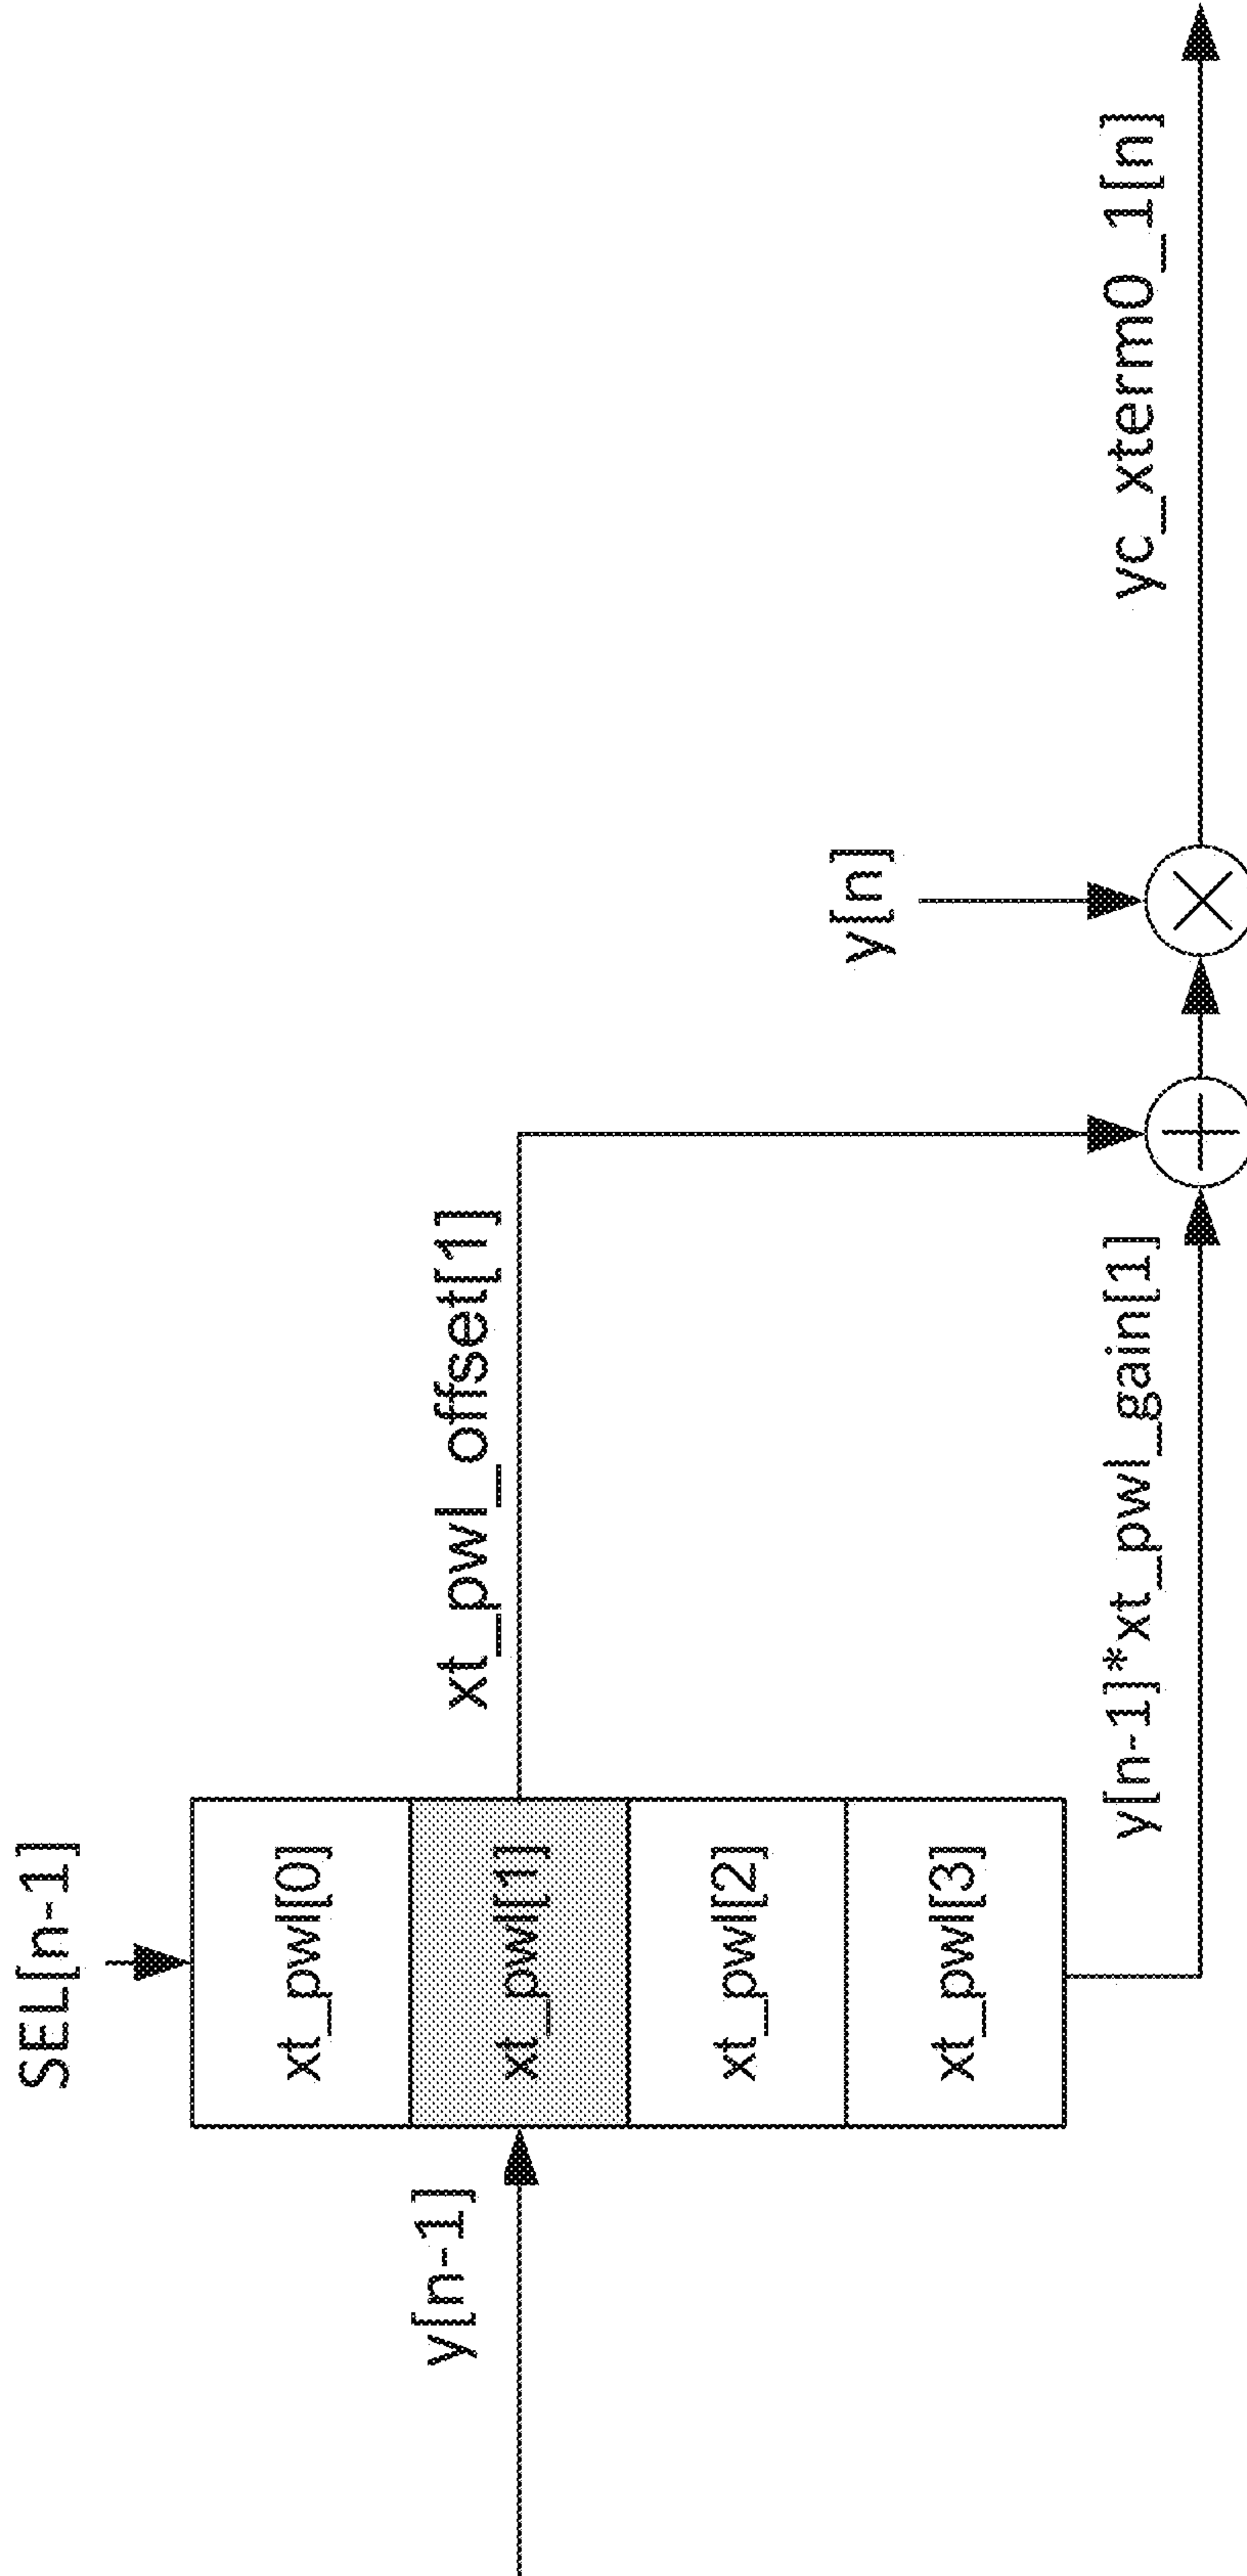 SEL[n-1]
y[n-1]
xt_pwl[0]
xt_pwl[1]
xt_pwl[2]
xt_pwl[3]
xt_pwl_offset[1]
y[n-1]*xt_pwl_gain[1]
y[n]
yc_xterm0_1[n]